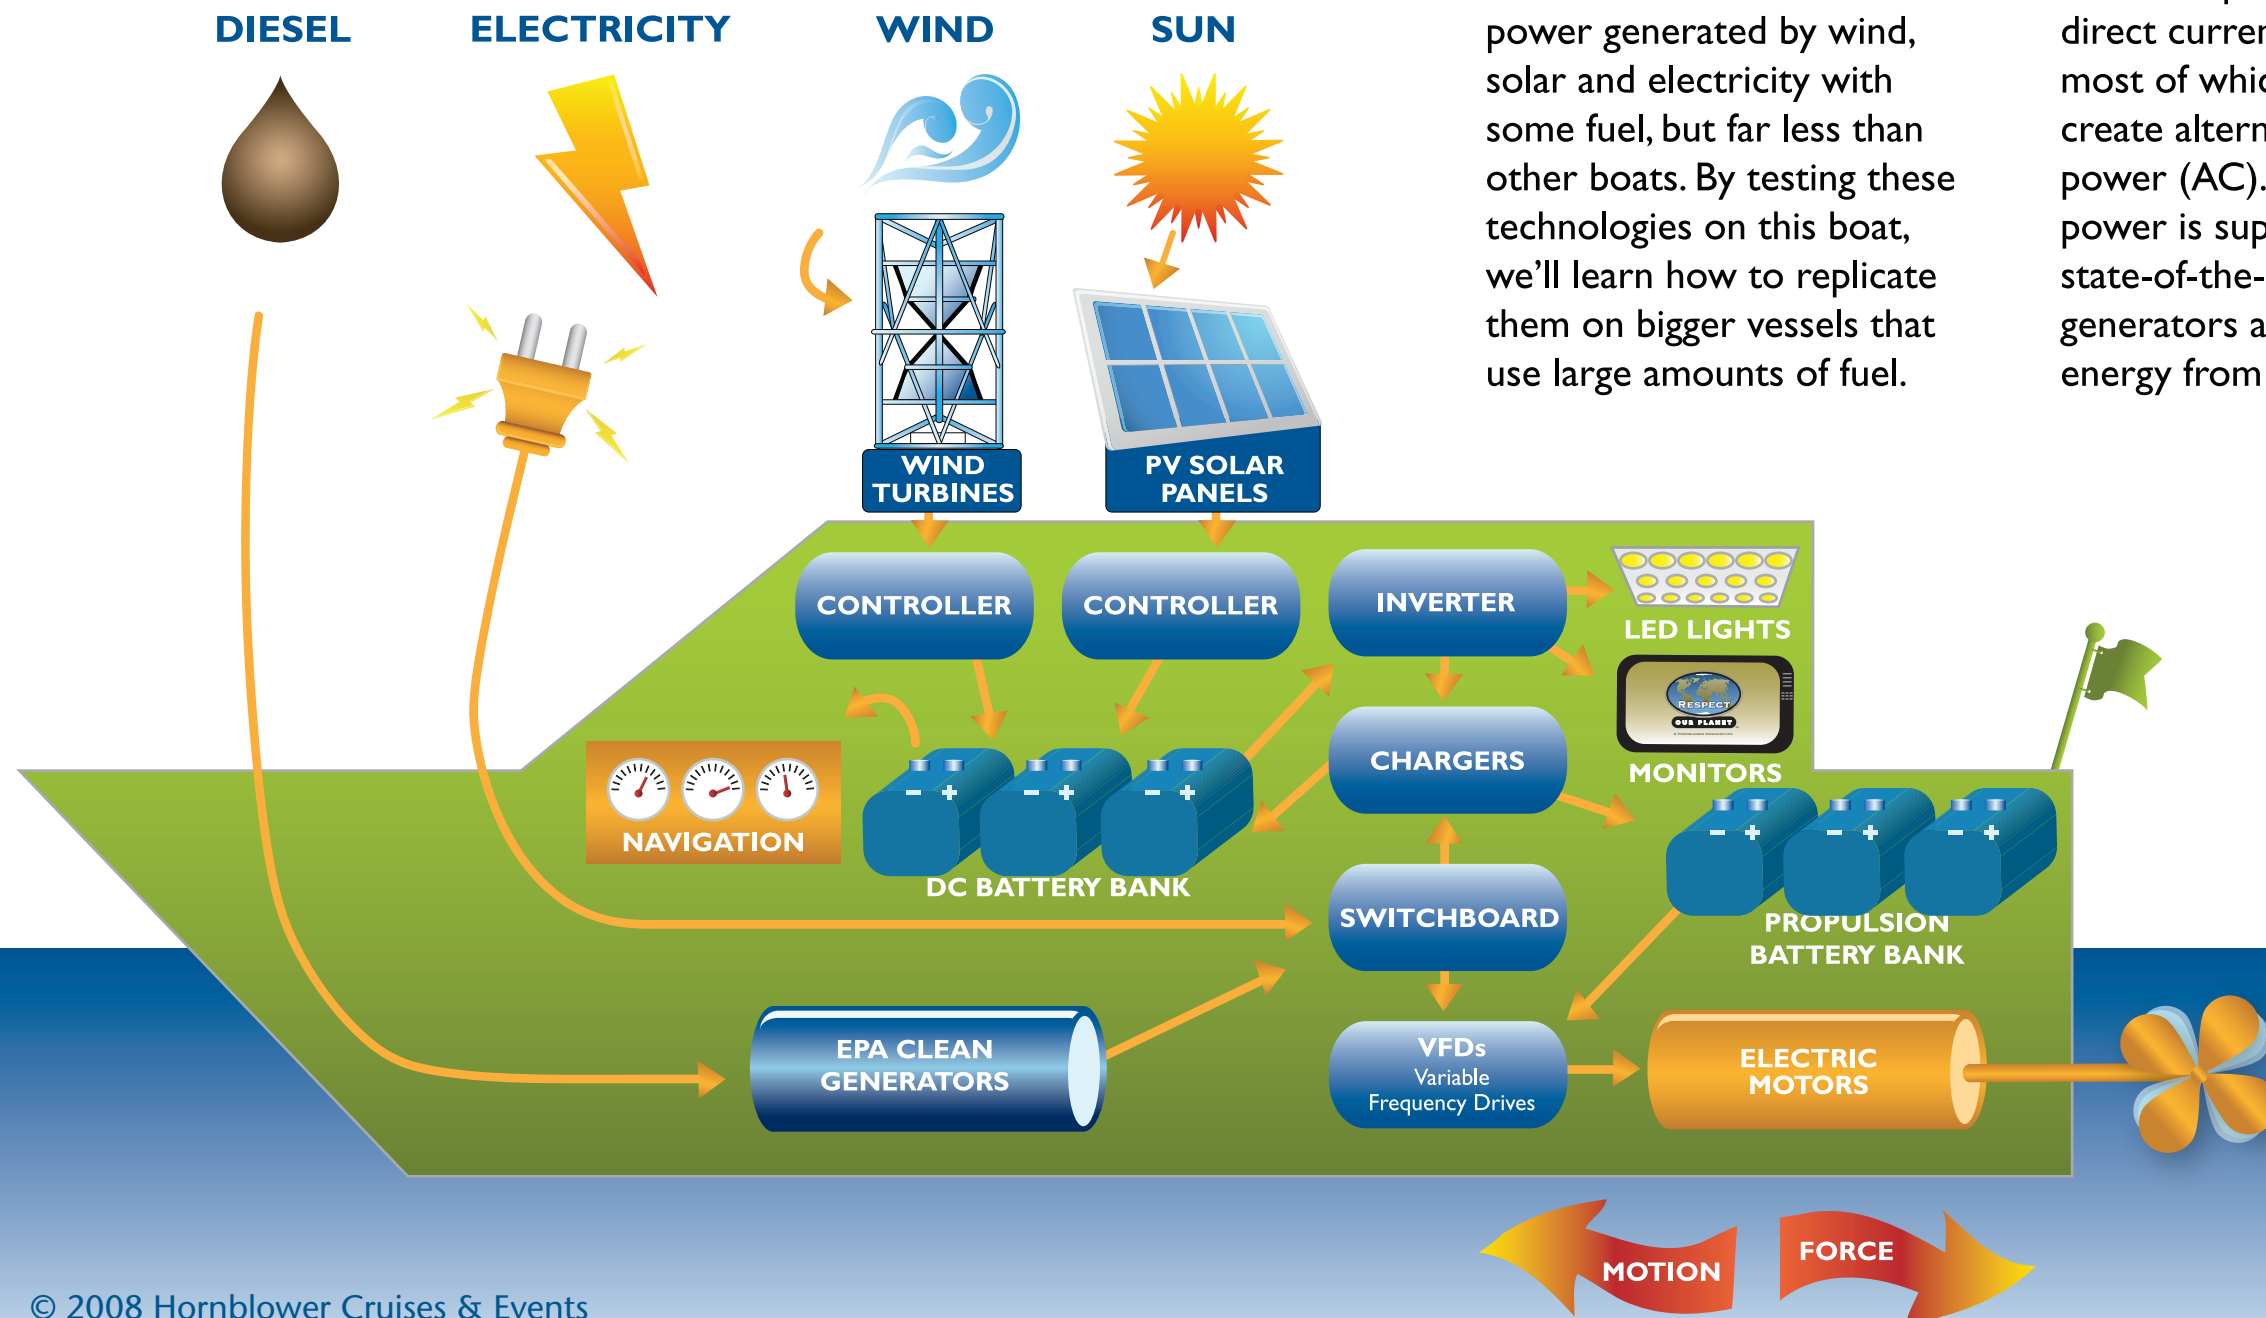 DIESEL
ELECTRICITY
WIND
SUN
power generated by wind,
solar and electricity with
some fuel, but far less than
other boats. By testing these
technologies on this boat,
we’ll learn how to replicate
them on bigger vessels that
use large amounts of fuel.
direct
most of
create
power (AC).
power is
state-of-the-
generators
energy from
WIND
TURBINES
PV SOLAR
PANELS
CONTROLLER
CONTROLLER
INVERTER
LED LIGHTS
RESPECT
OUR PLANET
MONITORS
CHARGERS
NAVIGATION
DC BATTERY BANK
SWITCHBOARD
PROPULSION
BATTERY BANK
EPA CLEAN
GENERATORS
VFDs
Variable
Frequency Drives
ELECTRIC
MOTORS
MOTION
FORCE
© 2008 Hornblower Cruises & Events